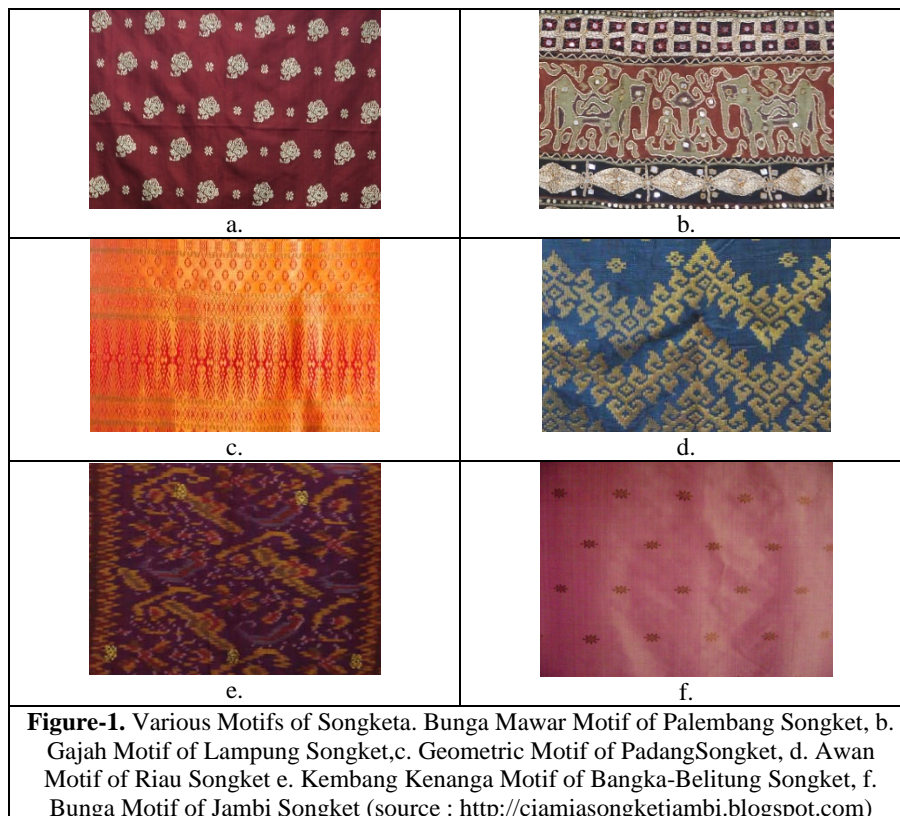 a.
b.
c.
d.
e.
f.
Figure-1. Various Motifs of Songketa. Bunga Mawar Motif of Palembang Songket, b.
Gajah Motif of Lampung Songket,c. Geometric Motif of PadangSongket, d. Awan
Motif of Riau Songket e. Kembang Kenanga Motif of Bangka-Belitung Songket, f.
Bunga Motif of Jambi Songket (source : http://ciamiasongketjambi.blogspot.com)